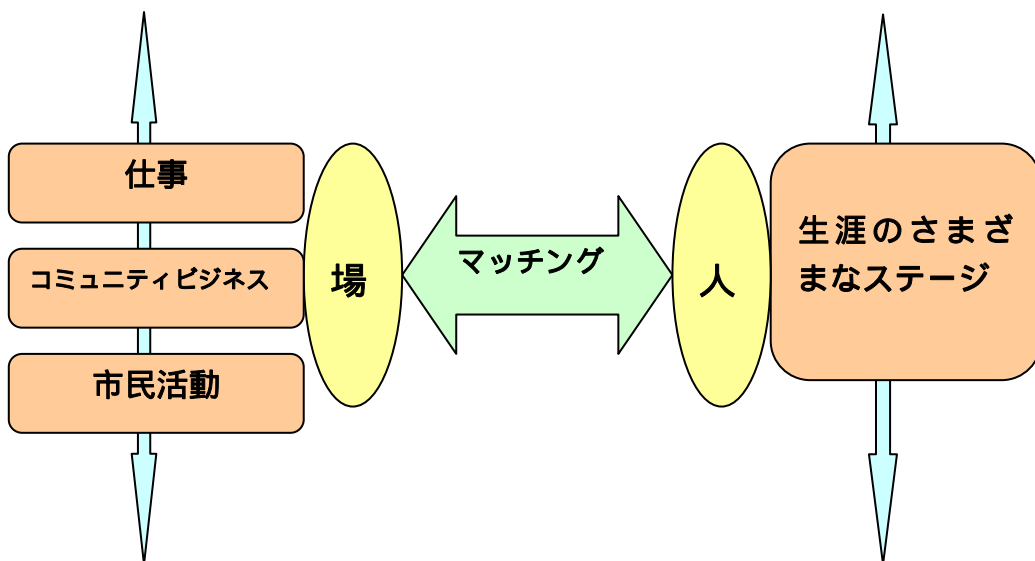 仕事
コミュニティビジネス
市民活動
場
マッチング
人
生涯のさまざ
まなステージ